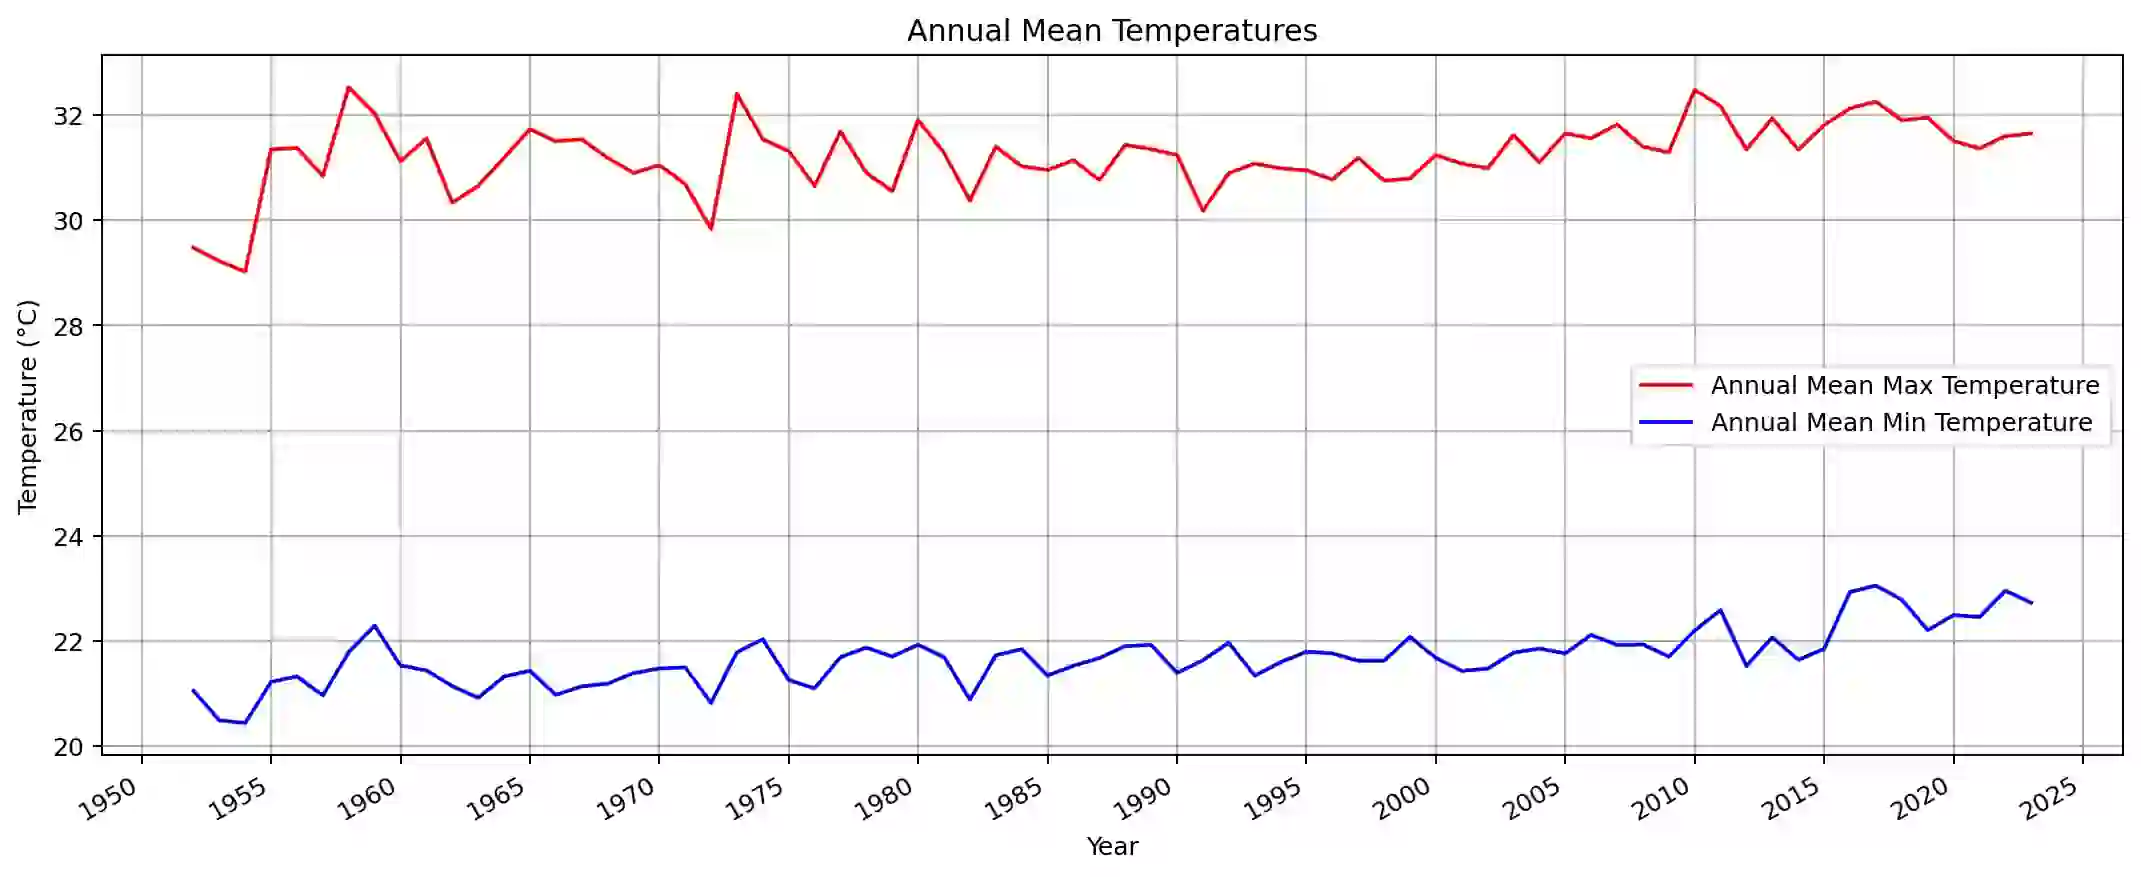 Annual Mean Temperatures
Temperature (°C)
32
30
28
26
24
22
20
Annual Mean Max Temperature
Annual Mean Min Temperature
1950 1955 1960 1965 1970 1975 1980 1985 1990 1995 2000 2005 2010 2015 2020 2025
Year